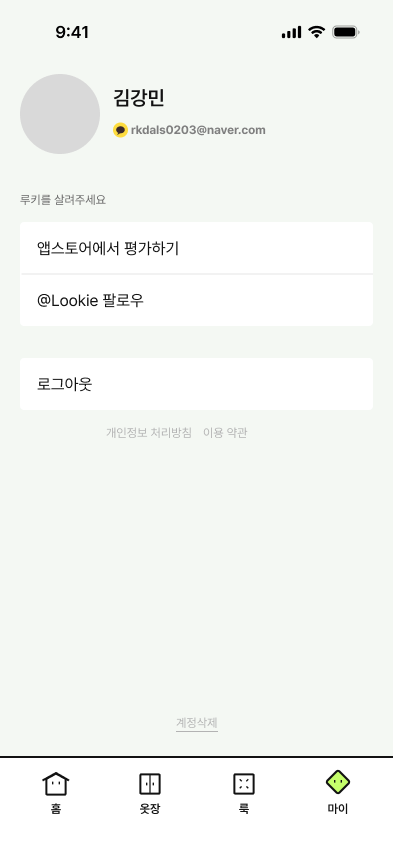 9:41
김강민
rkdals0203@naver.com
루키를 살려주세요
앱스토어에서 평가하기
@Lookie 팔로우
로그아웃
개인정보 처리방침 이용 약관
계정삭제
홈 옷장 룩 마이